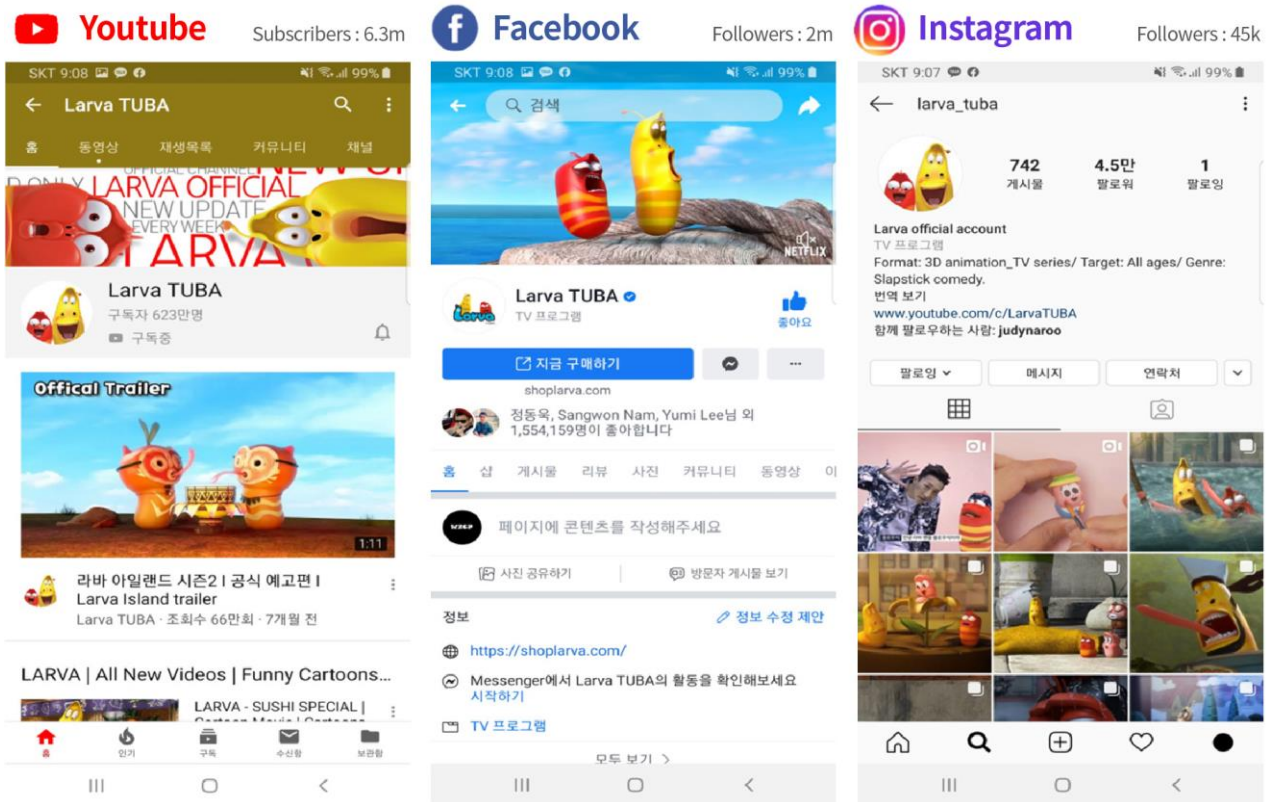 Youtube
Subscribers : 6.3m
SKT 9:08
99%
Larva TUBA
홈 동영상 재생목록 커뮤니티 채널
OFFICIAL CHANNEL
LARVA OFFICIAL
NEW UPDATE
EVERY WEEK
LARVA
Larva TUBA
구독자 623만명
구독중
Offical Trailer
1:11
라바 아일랜드 시즌2 I 공식 예고편 I
Larva Island trailer
Larva TUBA · 조회수 66만회 · 7개월 전
LARVA | All New Videos | Funny Cartoons...
LARVA - SUSHI SPECIAL |
Cartoon Movie | Cartoons
홈 인기 구독 수신함 보관함
Facebook
Followers : 2m
SKT 9:08
99%
검색
NETFLIX
Larva
Larva TUBA
TV 프로그램
좋아요
지금 구매하기
shoplarva.com
정동욱, Sangwon Nam, Yumi Lee님 외
1,554,159명이 좋아합니다
홈 샵 게시물 리뷰 사진 커뮤니티 동영상 이
페이지에 콘텐츠를 작성해주세요
사진 공유하기 방문자 게시물 보기
정보
정보 수정 제안
https://shoplarva.com/
Messenger에서 Larva TUBA의 활동을 확인해보세요
시작하기
TV 프로그램
모두 보기
Instagram
Followers : 45k
SKT 9:07
99%
larva_tuba
742 4.5만 1
게시물 팔로워 팔로잉
Larva official account
TV 프로그램
Format: 3D animation_TV series/ Target: All ages/ Genre:
Slapstick comedy.
번역 보기
www.youtube.com/c/LarvaTUBA
함께 팔로우하는 사람: judynaroo
팔로잉 메시지 연락처